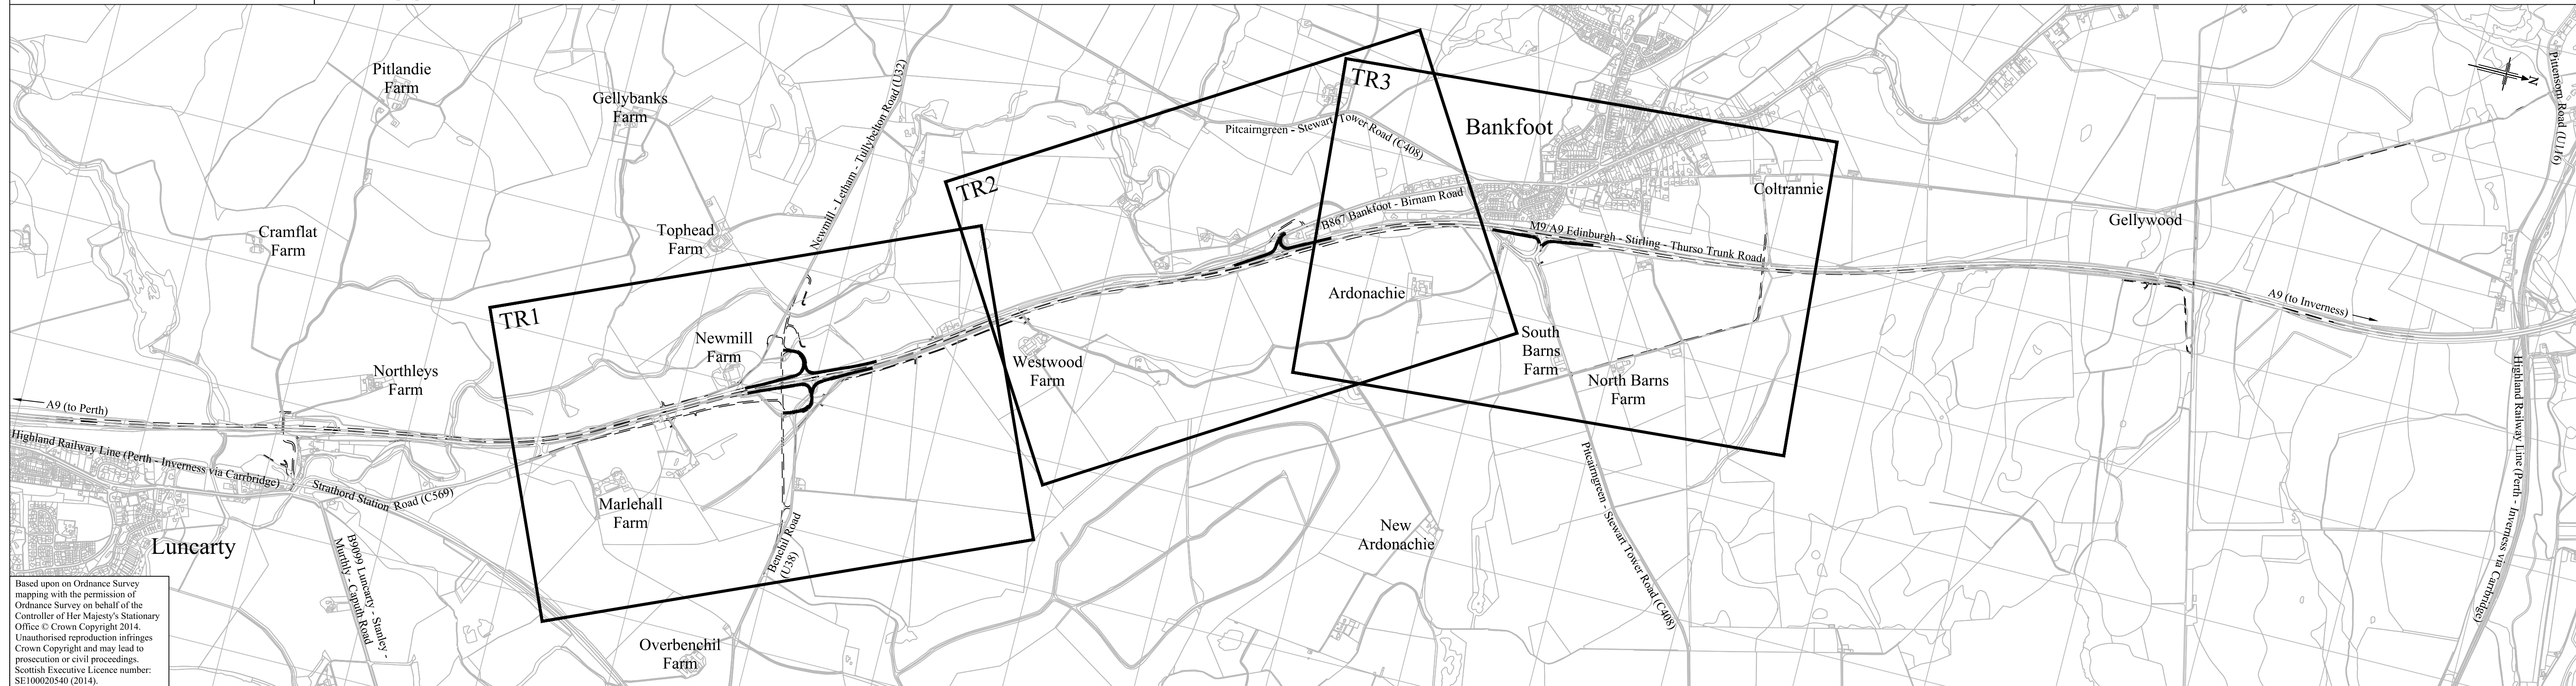 Pitlandie
Farm
Gellybanks
Farm
Newmill - Letham - Tullybelton Road (U32)
TR3
Pitcairngreen - Stewart Tower Road (C408)
Bankfoot
N
Pittensorn Road (U116)
Cramflat
Farm
Tophead
Farm
TR2
B867 Bankfoot - Birnam Road
Coltrannie
Gellywood
M9/A9 Edinburgh - Stirling - Thurso Trunk Road
A9 (to Inverness)
TR1
Newmill
Farm
Ardonachie
Westwood
Farm
South
Barns
Farm
North Barns
Farm
Northleys
Farm
A9 (to Perth)
Highland Railway Line (Perth - Inverness via Carrbridge)
Strathord Station Road (C569)
Marlehall
Farm
Luncarty
B9099 Luncarty - Stanley -
Murthly - Caputh Road
Benchil Road
(U38)
New
Ardonachie
Pitcairngreen - Stewart Tower Road (C408)
Highland Railway Line (Perth - Inverness via Carrbridge)
Overbenchil
Farm
Based upon on Ordnance Survey
mapping with the permission of
Ordnance Survey on behalf of the
Controller of Her Majesty's Stationary
Office © Crown Copyright 2014.
Unauthorised reproduction infringes
Crown Copyright and may lead to
prosecution or civil proceedings.
Scottish Executive Licence number:
SE100020540 (2014).